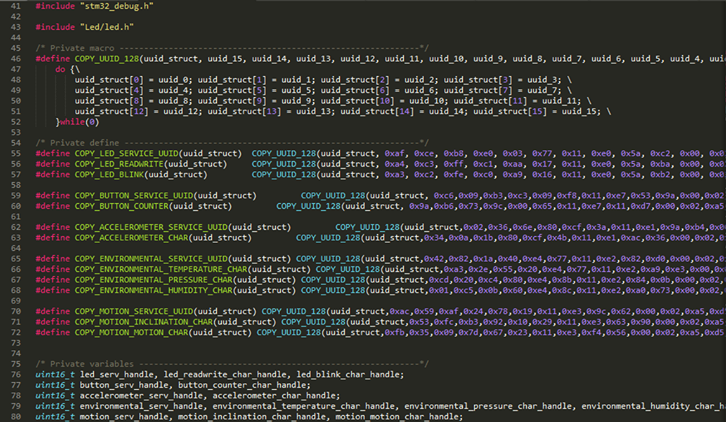 41 #include "stm32_debug.h"
42
43 #include "Led/led.h"
44
45 /* Private macro -----------------------------------------------------------*/
46 #define COPY_UUID_128(uuid_struct, uuid_15, uuid_14, uuid_13, uuid_12, uuid_11, uuid_10, uuid_9, uuid_8, uuid_7, uuid_6, uuid_5, uuid_4, uui
47 do {\
48 uuid_struct[0] = uuid_0; uuid_struct[1] = uuid_1; uuid_struct[2] = uuid_2; uuid_struct[3] = uuid_3; \
49 uuid_struct[4] = uuid_4; uuid_struct[5] = uuid_5; uuid_struct[6] = uuid_6; uuid_struct[7] = uuid_7; \
50 uuid_struct[8] = uuid_8; uuid_struct[9] = uuid_9; uuid_struct[10] = uuid_10; uuid_struct[11] = uuid_11; \
51 uuid_struct[12] = uuid_12; uuid_struct[13] = uuid_13; uuid_struct[14] = uuid_14; uuid_struct[15] = uuid_15; \
52 }while(0)
53
54 /* Private define ----------------------------------------------------------*/
55 #define COPY_LED_SERVICE_UUID(uuid_struct) COPY_UUID_128(uuid_struct, 0xaf, 0xce, 0xb8, 0xe0, 0x03, 0x77, 0x11, 0xe0, 0x5a, 0xc2, 0x00, 0x0
56 #define COPY_LED_READWRITE(uuid_struct) COPY_UUID_128(uuid_struct, 0xa4, 0xc3, 0xff, 0xc1, 0xaa, 0x17, 0x11, 0xe0, 0x5a, 0xba, 0x00, 0x0
57 #define COPY_LED_BLINK(uuid_struct) COPY_UUID_128(uuid_struct, 0xa3, 0xc2, 0xfe, 0xc0, 0xa9, 0x16, 0x11, 0xe0, 0x5a, 0xb2, 0x00, 0x0
58
59 #define COPY_BUTTON_SERVICE_UUID(uuid_struct) COPY_UUID_128(uuid_struct, 0xc6,0x09,0xb3,0xc3,0x09,0xf8,0x11,0xe7,0x53,0x9a,0x00,0x02
60 #define COPY_BUTTON_COUNTER(uuid_struct) COPY_UUID_128(uuid_struct, 0x9a,0xb6,0x73,0x9c,0x00,0x65,0x11,0xe7,0x11,0xd7,0x00,0x02,0xa5
61
62 #define COPY_ACCELEROMETER_SERVICE_UUID(uuid_struct) COPY_UUID_128(uuid_struct,0x02,0x36,0x6e,0x80,0xcf,0x3a,0x11,0xe1,0x9a,0xb4,0x0
63 #define COPY_ACCELEROMETER_CHAR(uuid_struct) COPY_UUID_128(uuid_struct,0x34,0x0a,0x1b,0x80,0xcf,0x4b,0x11,0xe1,0xac,0x36,0x00,0x02,0
64
65 #define COPY_ENVIRONMENTAL_SERVICE_UUID(uuid_struct) COPY_UUID_128(uuid_struct,0x42,0x82,0x1a,0x40,0xe4,0x77,0x11,0xe2,0x82,0xd0,0x00,0x02,0
66 #define COPY_ENVIRONMENTAL_TEMPERATURE_CHAR(uuid_struct) COPY_UUID_128(uuid_struct,0xa3,0x2e,0x55,0x20,0xe4,0x77,0x11,0xe2,0xa9,0xe3,0x00,0x
67 #define COPY_ENVIRONMENTAL_PRESSURE_CHAR(uuid_struct) COPY_UUID_128(uuid_struct,0xcd,0x20,0xc4,0x80,0xe4,0x8b,0x11,0xe2,0x84,0x0b,0x00,0x02,
68 #define COPY_ENVIRONMENTAL_HUMIDITY_CHAR(uuid_struct) COPY_UUID_128(uuid_struct,0x01,0xc5,0x0b,0x60,0xe4,0x8c,0x11,0xe2,0xa0,0x73,0x00,0x02,
69
70 #define COPY_MOTION_SERVICE_UUID(uuid_struct) COPY_UUID_128(uuid_struct,0xac,0x59,0xaf,0x24,0x78,0x19,0x11,0xe3,0x9c,0x62,0x00,0x02,0xa5,0xd
71 #define COPY_MOTION_INCLINATION_CHAR(uuid_struct) COPY_UUID_128(uuid_struct,0x53,0xfc,0xb3,0x92,0x10,0x29,0x11,0xe3,0x63,0x90,0x00,0x02,0xa5
72 #define COPY_MOTION_MOTION_CHAR(uuid_struct) COPY_UUID_128(uuid_struct,0xfb,0x35,0x09,0x7d,0x67,0x23,0x11,0xe3,0xf4,0x56,0x00,0x02,0xa5,0xd5
73
74
75 /* Private variables -------------------------------------------------------*/
76 uint16_t led_serv_handle, led_readwrite_char_handle, led_blink_char_handle;
77 uint16_t button_serv_handle, button_counter_char_handle;
78 uint16_t accelerometer_serv_handle, accelerometer_char_handle;
79 uint16_t environmental_serv_handle, environmental_temperature_char_handle, environmental_pressure_char_handle, environmental_humidity_char_h
80 uint16_t motion_serv_handle, motion_inclination_char_handle, motion_motion_char_handle;